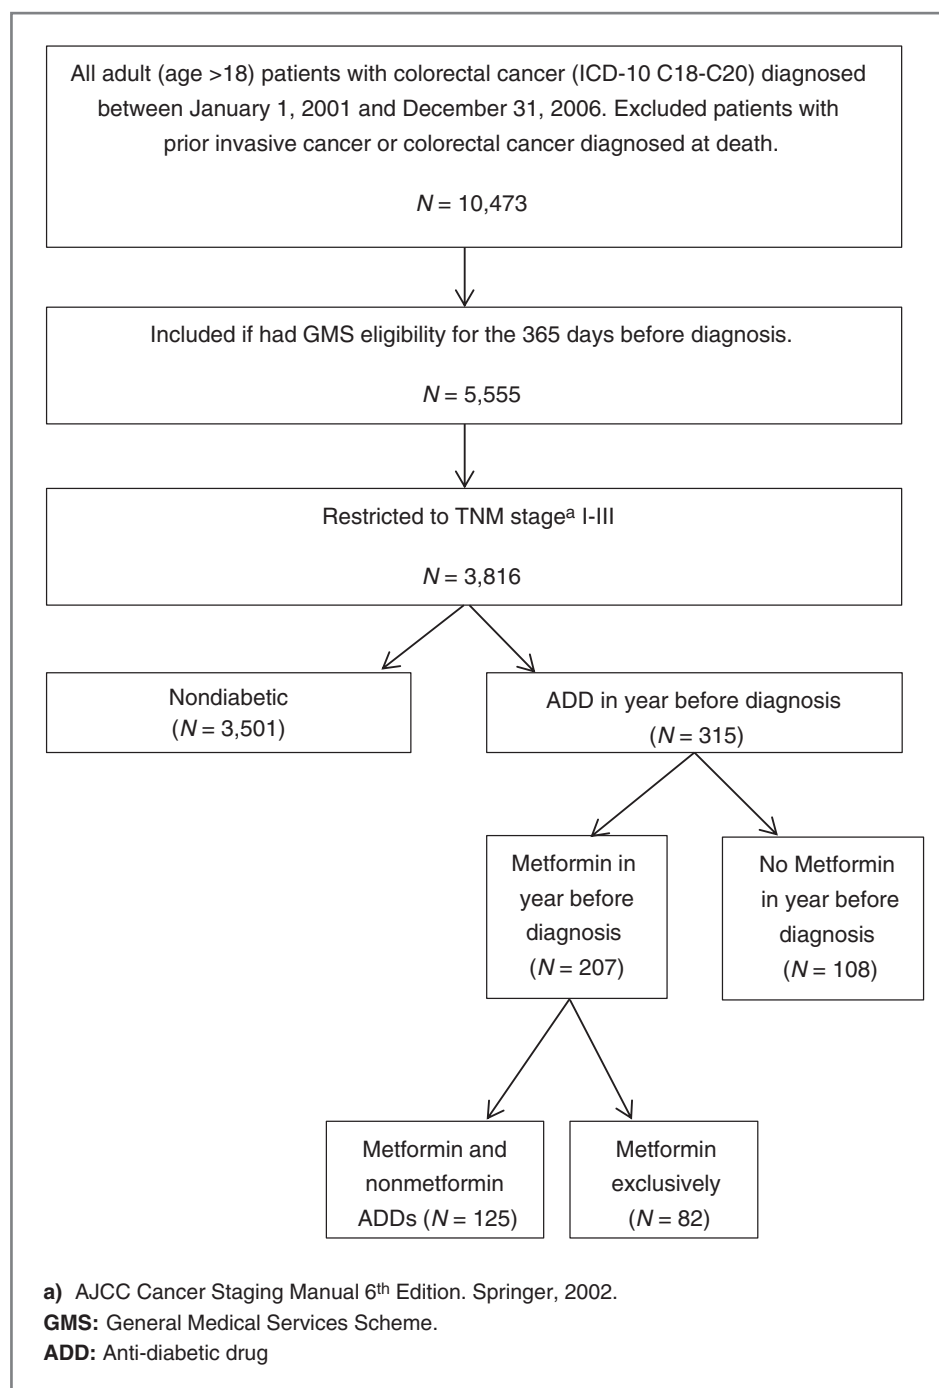 All adult (age >18) patients with colorectal cancer (ICD-10 C18-C20) diagnosed
between January 1, 2001 and December 31, 2006. Excluded patients with
prior invasive cancer or colorectal cancer diagnosed at death.
N = 10,473
Included if had GMS eligibility for the 365 days before diagnosis.
N = 5,555
Restricted to TNM stageᵃ I-III
N = 3,816
Nondiabetic
(N = 3,501)
ADD in year before diagnosis
(N = 315)
Metformin in
year before
diagnosis
(N = 207)
No Metformin
in year before
diagnosis
(N = 108)
Metformin and
nonmetformin
ADDs (N = 125)
Metformin
exclusively
(N = 82)
a) AJCC Cancer Staging Manual 6ᵗʰ Edition. Springer, 2002.
GMS: General Medical Services Scheme.
ADD: Anti-diabetic drug